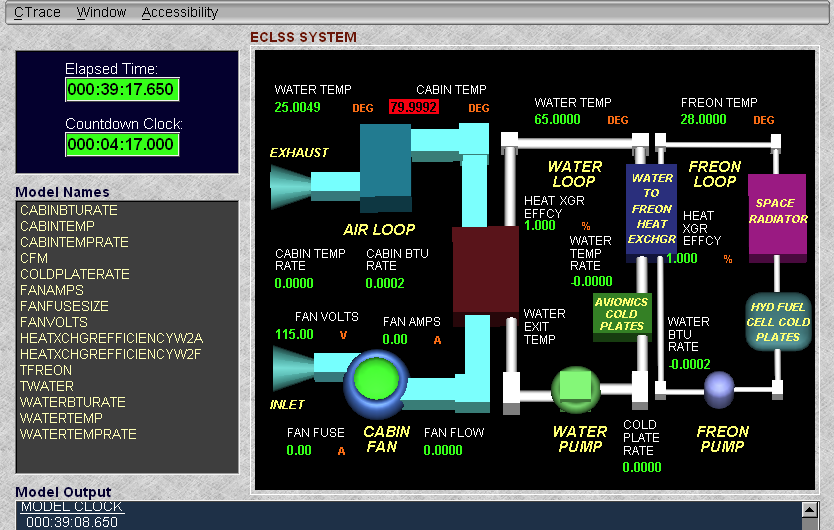 CTrace Window Accessibility
ECLSS SYSTEM
Elapsed Time:
000:39:17.650
Countdown Clock:
000:04:17.000
Model Names
CABINBTURATE
CABINTEMP
CABINTEMPRATE
CFM
COLDPLATERATE
FANAMPS
FANFUSESIZE
FANVOLTS
HEATXCHGREFFICIENCYW2A
HEATXCHGREFFICIENCYW2F
TFREON
TWATER
WATERBTURATE
WATERTEMP
WATERTEMPRATE
Model Output
MODEL CLOCK
000:39:08.650
WATER TEMP
25.0049 DEG
CABIN TEMP
79.9992 DEG
WATER TEMP
65.0000 DEG
FREON TEMP
28.0000 DEG
EXHAUST
AIR LOOP
WATER
LOOP
HEAT XGR
EFFCY
1.000 %
WATER
TO
FREON
HEAT
EXCHGR
FREON
LOOP
HEAT
XGR
EFFCY
1.000 %
SPACE
RADIATOR
CABIN TEMP
RATE
0.0000
CABIN BTU
RATE
0.0002
WATER
TEMP
RATE
-0.0000
AVIONICS
COLD
PLATES
HYD FUEL
CELL COLD
PLATES
FAN VOLTS
115.00 V
FAN AMPS
0.00 A
WATER
EXIT
TEMP
WATER
BTU
RATE
-0.0002
INLET
FAN FUSE
0.00 A
CABIN
FAN
FAN FLOW
0.0000
WATER
PUMP
COLD
PLATE
RATE
0.0000
FREON
PUMP